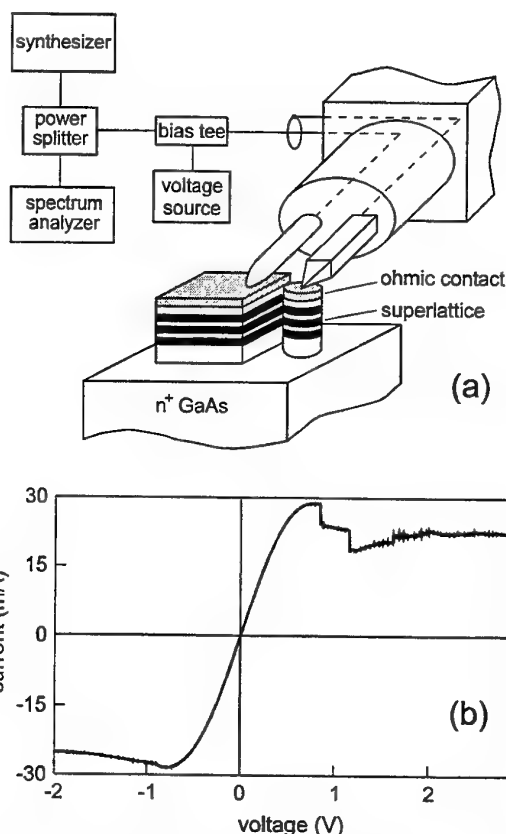 synthesizer
power
splitter
bias tee
spectrum
analyzer
voltage
source
ohmic contact
superlattice
n+ GaAs
(a)
30
15
0
-15
-30
(b)
-2
-1
0
1
2
voltage (V)